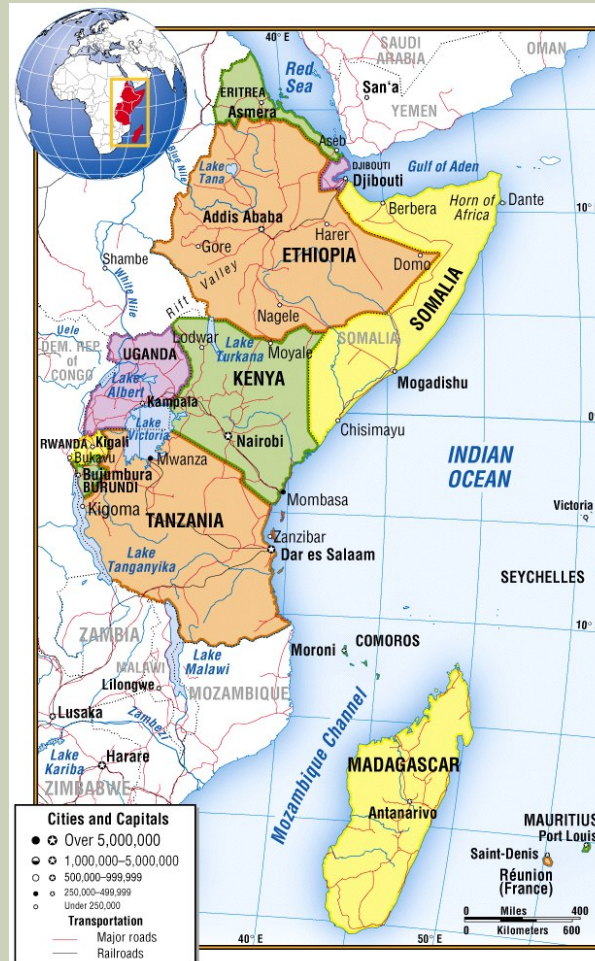 40° E
SAUDI
ARABIA
OMAN
Red
Sea
San'a
YEMEN
ERITREA
Asmera
Aseb
DJIBOUTI
Djibouti
Gulf of Aden
Blue Nile
Lake
Tana
Berbera
Horn of
Africa
Dante
10°
Addis Ababa
Harer
Gore
ETHIOPIA
Domo
Shambe
White Nile
Rift Valley
Nagele
SOMALIA
SOMALIA
Uele
DEM. REP.
of
CONGO
Lodwar
Lake
Turkana
Moyale
UGANDA
Lake
Albert
KENYA
Mogadishu
Kampala
Lake
Victoria
Nairobi
Chisimayu
0°
RWANDA
Kigali
Bukavu
Mwanza
INDIAN
OCEAN
Bujumbura
BURUNDI
Kigoma
TANZANIA
Mombasa
Victoria
Zanzibar
Dar es Salaam
Lake
Tanganyika
SEYCHELLES
10°
ZAMBIA
Lake
Malawi
Moroni
COMOROS
MALAWI
Lilongwe
MOZAMBIQUE
Lusaka
Zambezi
Mozambique Channel
Lake
Kariba
Harare
ZIMBABWE
MADAGASCAR
Antanarivo
MAURITIUS
Port Louis
Saint-Denis
Réunion
(France)
Cities and Capitals
Over 5,000,000
1,000,000–5,000,000
500,000–999,999
250,000–499,999
Under 250,000
Transportation
Major roads
Railroads
0 Miles 400
0 Kilometers 600
40° E
50° E